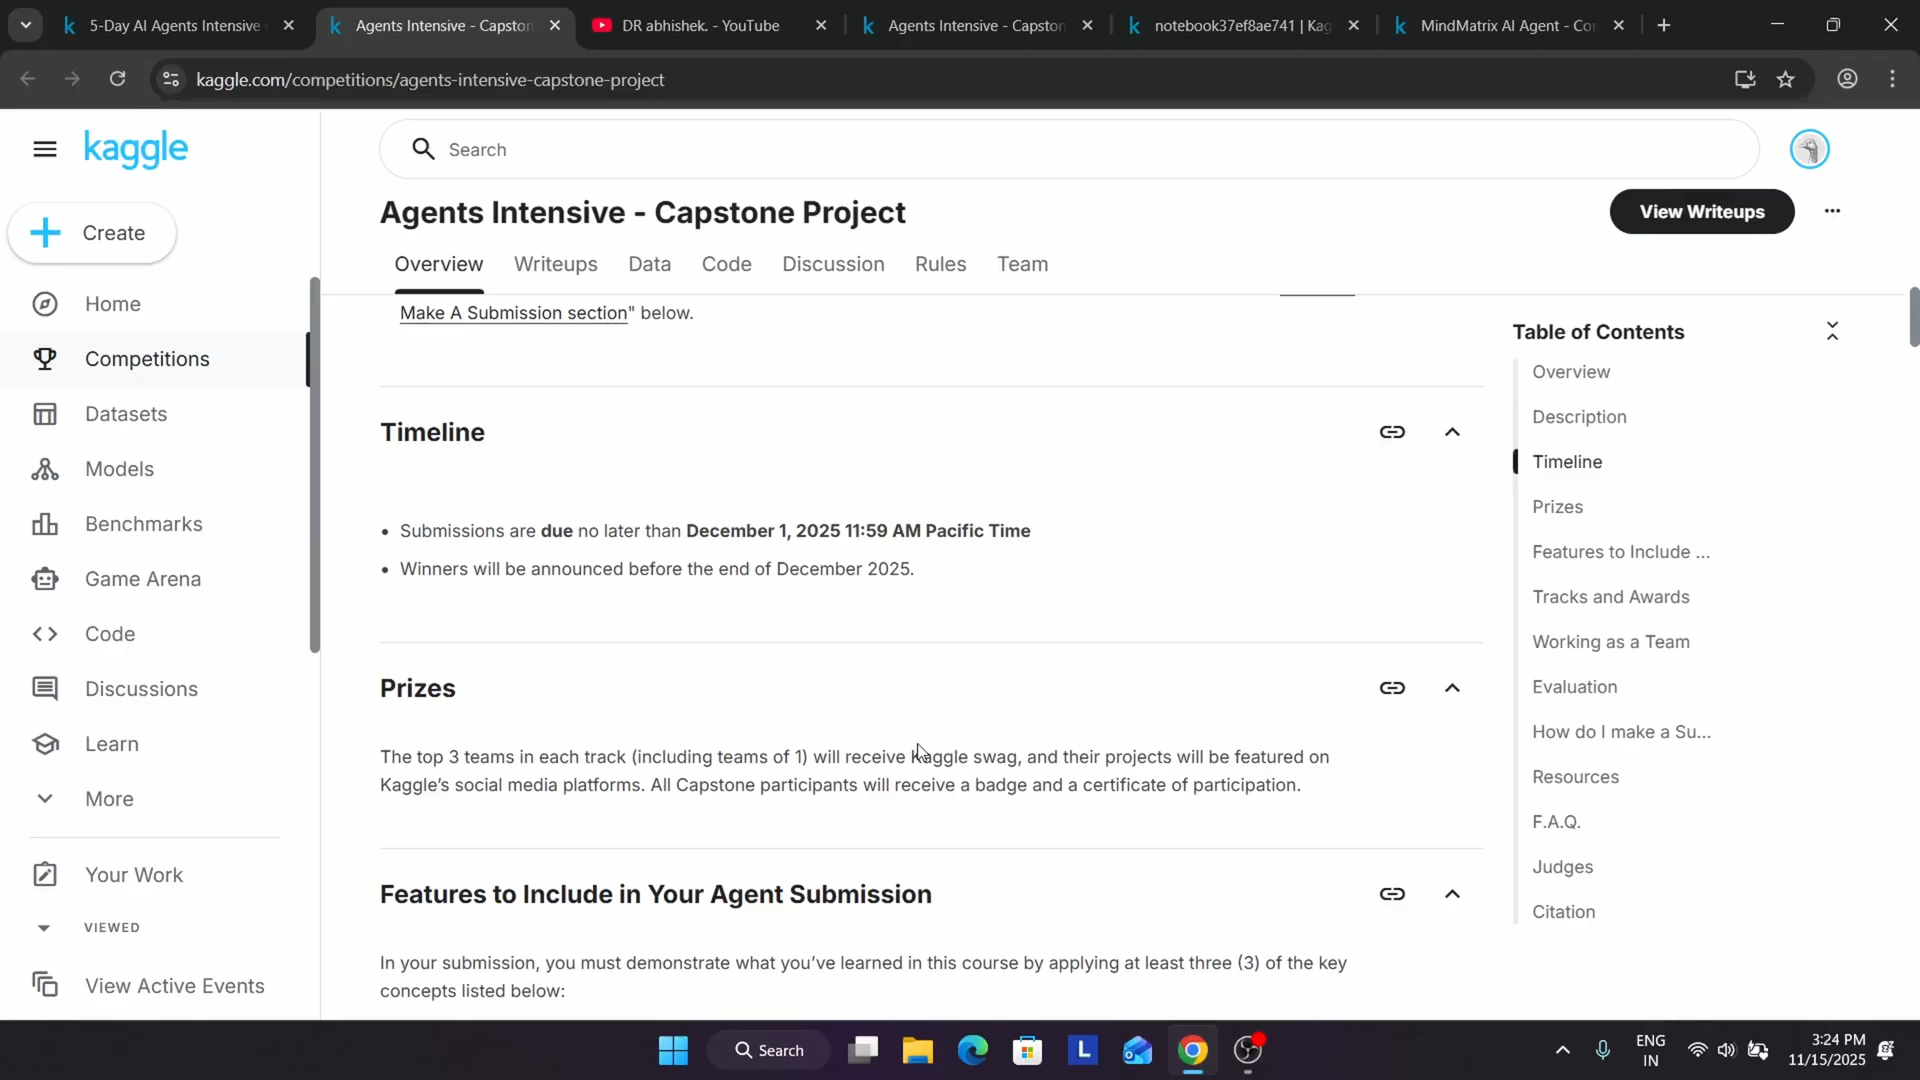 5-Day AI Agents Intensive
Agents Intensive - Capston
DR abhishek. - YouTube
Agents Intensive - Capston
notebook37ef8ae741 | Kag
MindMatrix AI Agent - Co
kaggle.com/competitions/agents-intensive-capstone-project
kaggle
Search
Create
Agents Intensive - Capstone Project
View Writeups
Overview
Writeups
Data
Code
Discussion
Rules
Team
Home
Competitions
Datasets
Models
Benchmarks
Game Arena
Code
Discussions
Learn
More
Your Work
VIEWED
View Active Events
Make A Submission section" below.
Timeline
• Submissions are due no later than December 1, 2025 11:59 AM Pacific Time
• Winners will be announced before the end of December 2025.
Prizes
The top 3 teams in each track (including teams of 1) will receive Kaggle swag, and their projects will be featured on
Kaggle’s social media platforms. All Capstone participants will receive a badge and a certificate of participation.
Features to Include in Your Agent Submission
In your submission, you must demonstrate what you’ve learned in this course by applying at least three (3) of the key
concepts listed below:
Table of Contents
Overview
Description
Timeline
Prizes
Features to Include ...
Tracks and Awards
Working as a Team
Evaluation
How do I make a Su...
Resources
F.A.Q.
Judges
Citation
Search
L
ENG
IN
3:24 PM
11/15/2025